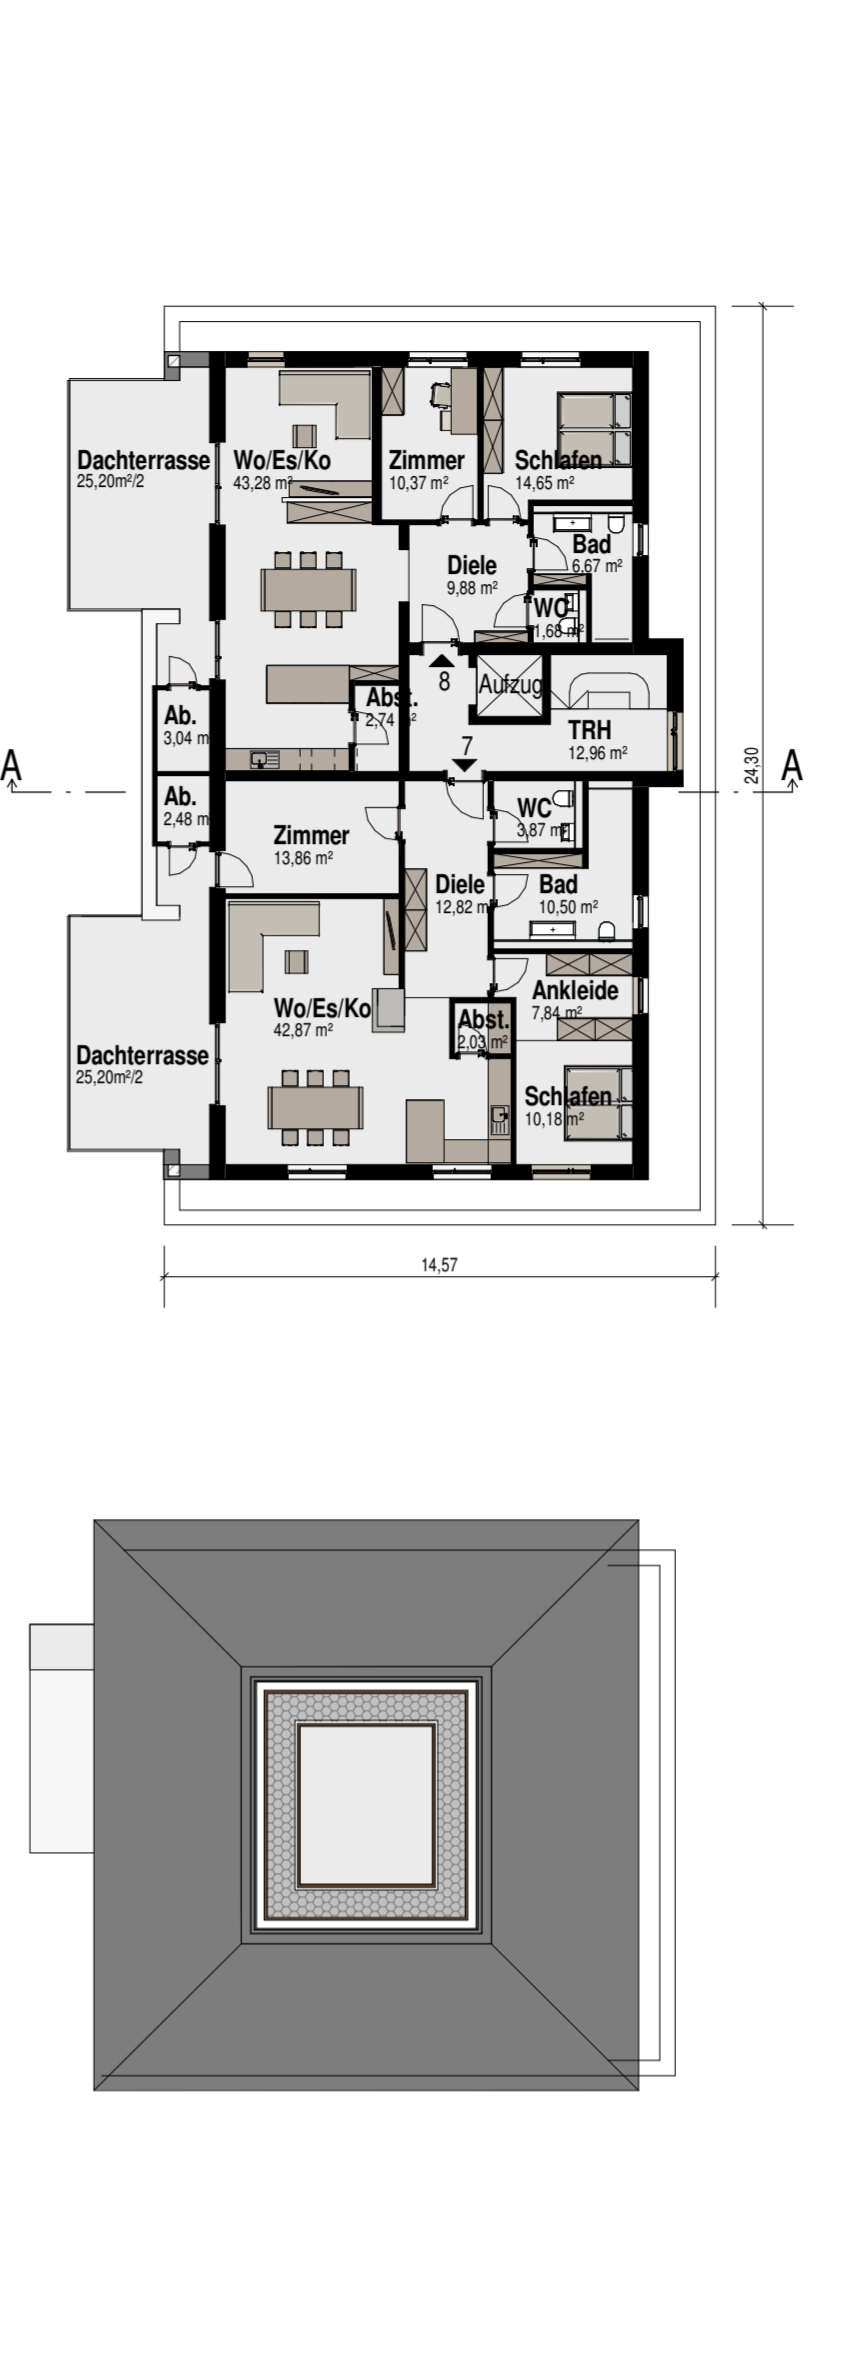 Dachterrasse
25,20m²/2
Wo/Es/Ko
43,28 m²
Zimmer
10,37 m²
Schlafen
14,65 m²
Diele
9,88 m²
Bad
6,67 m²
WC
1,68 m²
8
Aufzug
Abst.
2,74 m²
Ab.
3,04 m
TRH
12,96 m²
7
A
A
24,30
Ab.
2,48 m
Zimmer
13,86 m²
WC
3,87 m²
Diele
12,82 m
Bad
10,50 m²
Wo/Es/Ko
42,87 m²
Abst.
2,03 m²
Ankleide
7,84 m²
Dachterrasse
25,20m²/2
Schlafen
10,18 m²
14,57